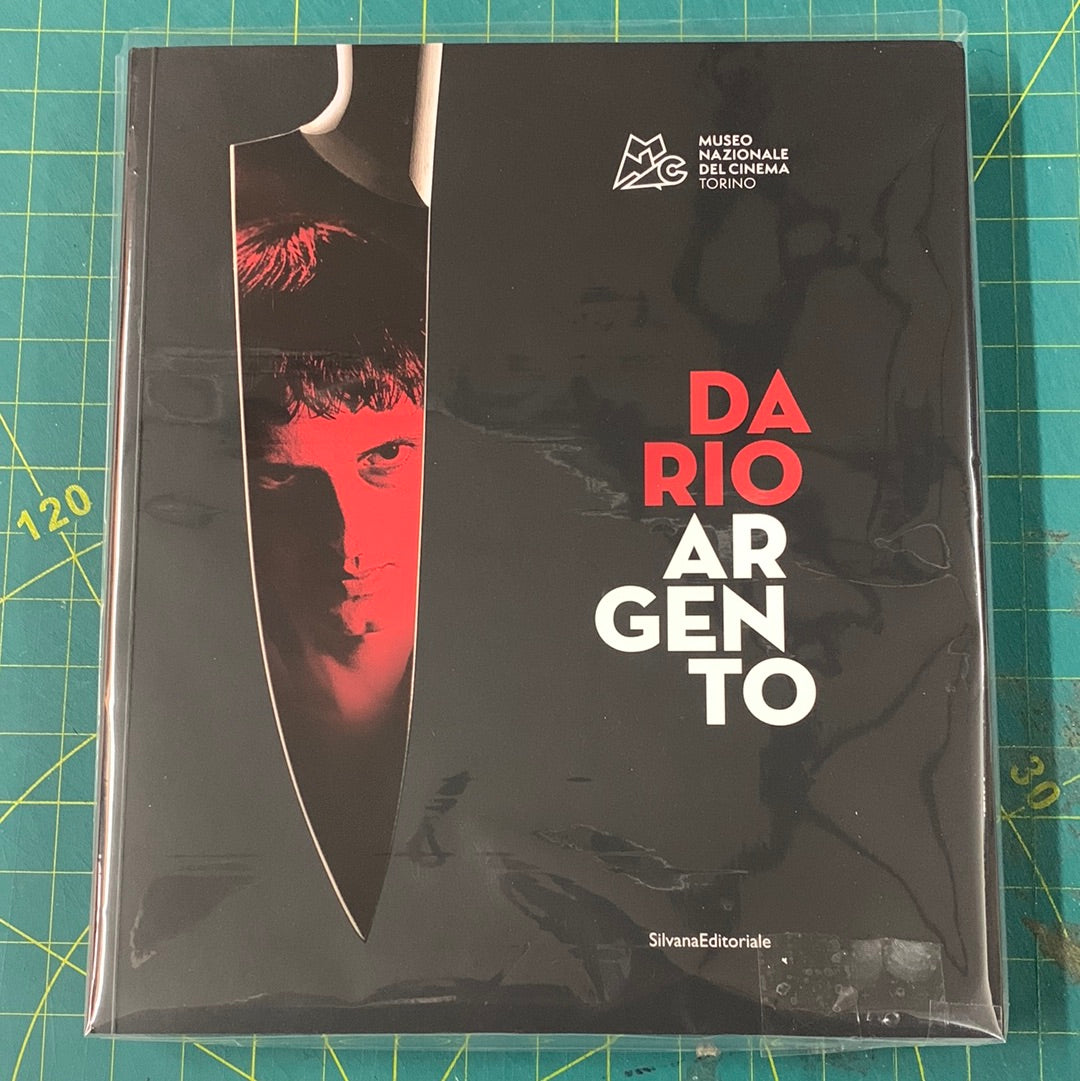 MUSEO
NAZIONALE
DEL CINEMA
TORINO
DA
RIO
AR
GEN
TO
SilvanaEditoriale
120
30